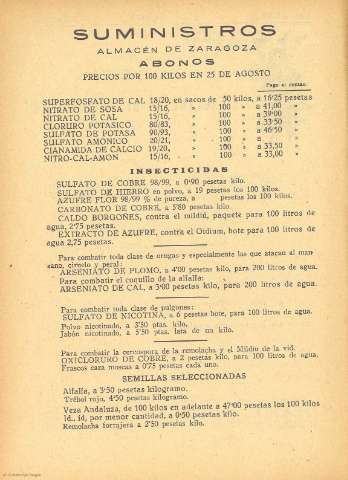 SUMINISTROS
ALMACÉN DE ZARAGOZA
ABONOS
PRECIOS POR 100 KILOS EN 25 DE AGOSTO
Pago al contado
SUPERFOSFATO DE CAL 18/20, en sacos de 50 kilos, a 16'25 pesetas
NITRATO DE SOSA 15/16, » 100 » a 41,00 »
NITRATO DE CAL 15/16, » 100 » a 39'00 »
CLORURO POTASICO 80/83, » 100 » a 33'50 »
SULFATO DE POTASA 90/93, » 100 » a 46'50 »
SULFATO AMONICO 20/21, » 100 » a »
CIANAMIDA DE CALCIO 19/20, » 100 » a 33,50 »
NITRO-CAL-AMON 15/16, » 100 » a 33,00 »
INSECTICIDAS
SULFATO DE COBRE 98/99, a 0'90 pesetas kilo.
SULFATO DE HIERRO en polvo, a 19 pesetas los 100 kilos.
AZUFRE FLOR 98/99 % de pureza, a pesetas los 100 kilos.
CARBONATO DE COBRE, a 5'80 pesetas kilo.
CALDO BORGOÑES, contra el mildiu, paquete para 100 litros de
agua, 2'75 pesetas.
EXTRACTO DE AZUFRE, contra el Oidium, bote para 100 litros de
agua 2,75 pesetas.
Para combatir toda clase de orugas y especialmente las que atacan al man-
zano, ciruelo y peral:
ARSENIATO DE PLOMO, a 4'00 pesetas kilo, para 200 litros de agua.
Para combatir el coquillo de la alfalfa:
ARSENIATO DE CAL, a 3'00 pesetas kilo, para 200 litros de agua.
Para combatir toda clase de pulgones:
SULFATO DE NICOTINA, a 6 pesetas bote, para 100 litros de agua.
Polvo nicotinado, a 3'50 ptas. kilo.
Jabón nicotinado, a 5'50 ptas. lata de un kilo.
Para combatir la cercospora de la remolacha y el Mildiu de la vid.
OXICLORURO DE COBRE, a 2 pesetas kilo, para 100 litros de agua.
Frascos caza moscas a 0'75 pesetas cada uno.
SEMILLAS SELECCIONADAS
Alfalfa, a 3'50 pesetas kilogramo.
Trébol rojo, 4'50 pesetas kilogramo.
Veza Andaluza, de 100 kilos en adelante a 47'00 pesetas los 100 kilos
Id., id, por menor cantidad, a 0'50 pesetas kilo.
Remolacha forrajera a 2'50 pesetas kilo.